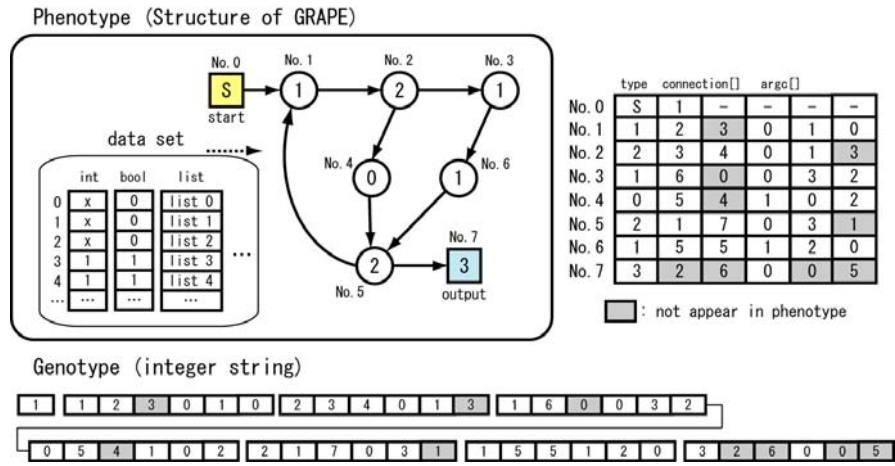 Phenotype (Structure of GRAPE)
No. 0 No. 1 No. 2 No. 3
S 1 2 1
start
data set
int bool list
0 x 0 list 0
1 x 0 list 1
2 x 0 list 2
3 1 1 list 3
4 1 1 list 4
... ... ... ...
...
No. 4 No. 6
0 1
No. 7
2 3
No. 5 output
type connection[] argc[]
No. 0 S 1 - - - -
No. 1 1 2 3 0 1 0
No. 2 2 3 4 0 1 3
No. 3 1 6 0 0 3 2
No. 4 0 5 4 1 0 2
No. 5 2 1 7 0 3 1
No. 6 1 5 5 1 2 0
No. 7 3 2 6 0 0 5
: not appear in phenotype
Genotype (integer string)
1 1 2 3 0 1 0 2 3 4 0 1 3 1 6 0 0 3 2
0 5 4 1 0 2 2 1 7 0 3 1 1 5 5 1 2 0 3 2 6 0 0 5